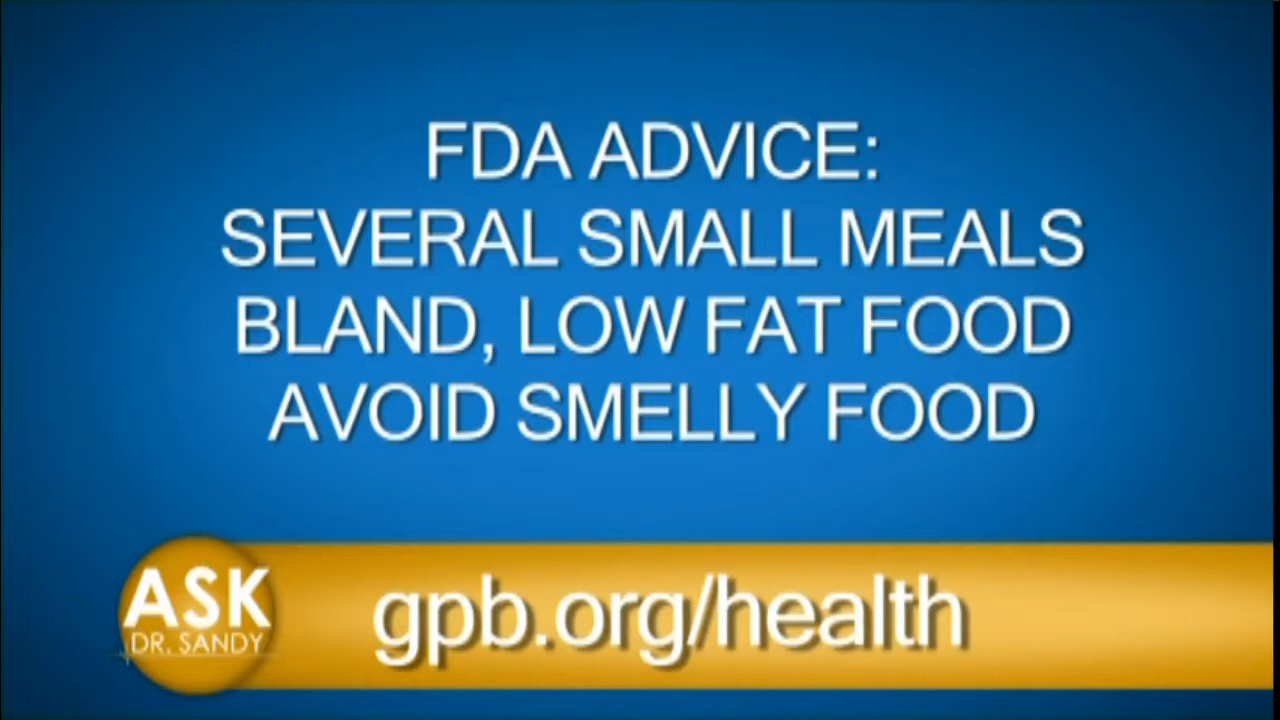 FDA ADVICE:
SEVERAL SMALL MEALS
BLAND, LOW FAT FOOD
AVOID SMELLY FOOD
ASK
DR. SANDY
gpb.org/health